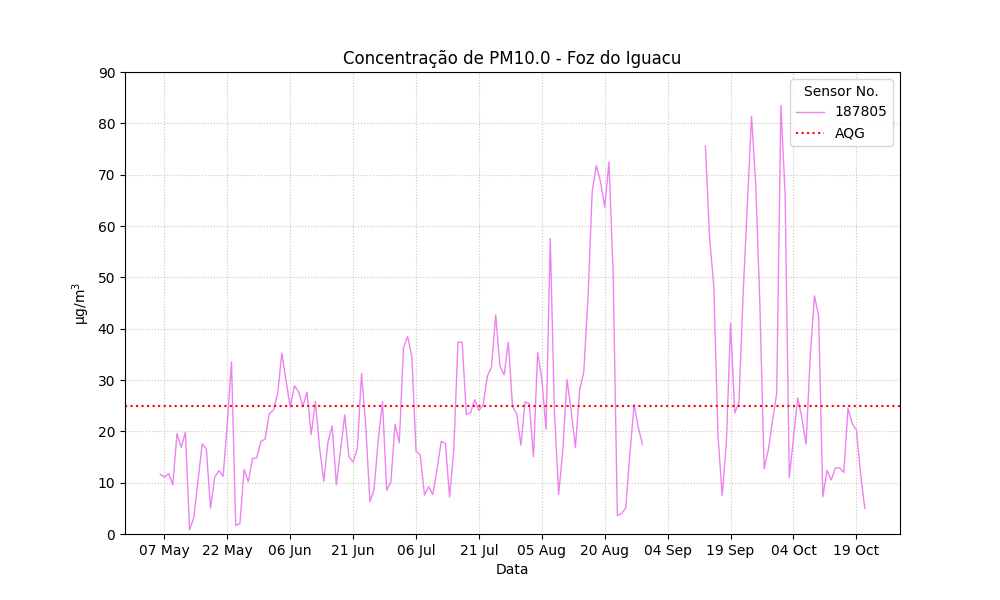 Concentração de PM10.0 - Foz do Iguacu
90
80
70
60
50
40
30
20
10
0
µg/m³
Sensor No.
187805
AQG
07 May 22 May 06 Jun 21 Jun 06 Jul 21 Jul 05 Aug 20 Aug 04 Sep 19 Sep 04 Oct 19 Oct
Data